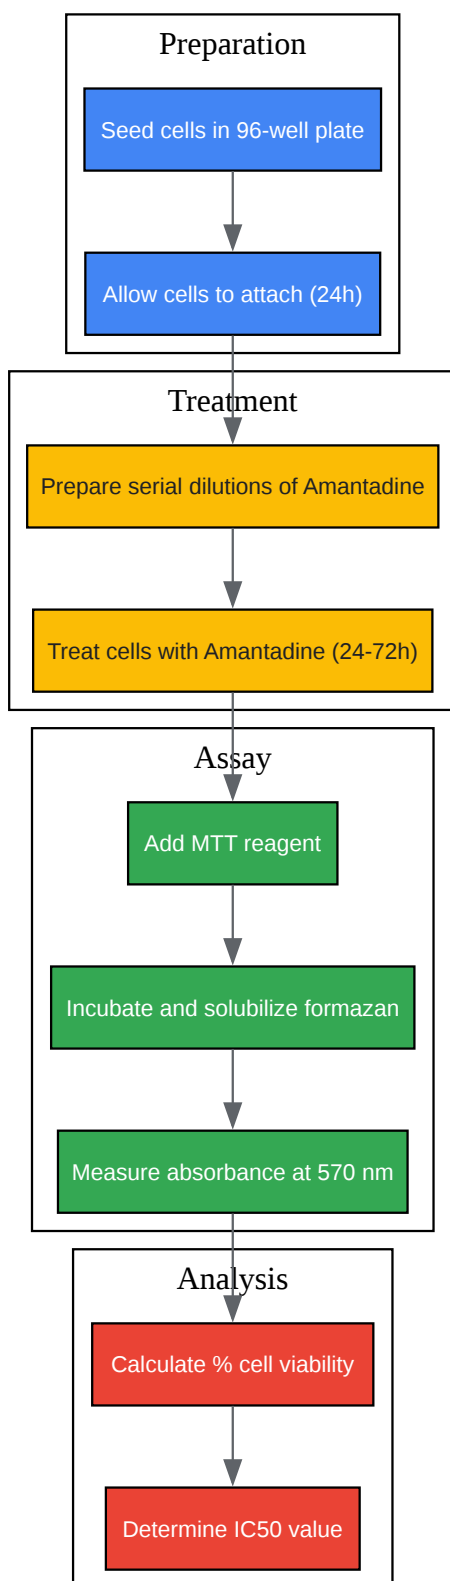 Preparation
Seed cells in 96-well plate
Allow cells to attach (24h)
Treatment
Prepare serial dilutions of Amantadine
Treat cells with Amantadine (24-72h)
Assay
Add MTT reagent
Incubate and solubilize formazan
Measure absorbance at 570 nm
Analysis
Calculate % cell viability
Determine IC50 value